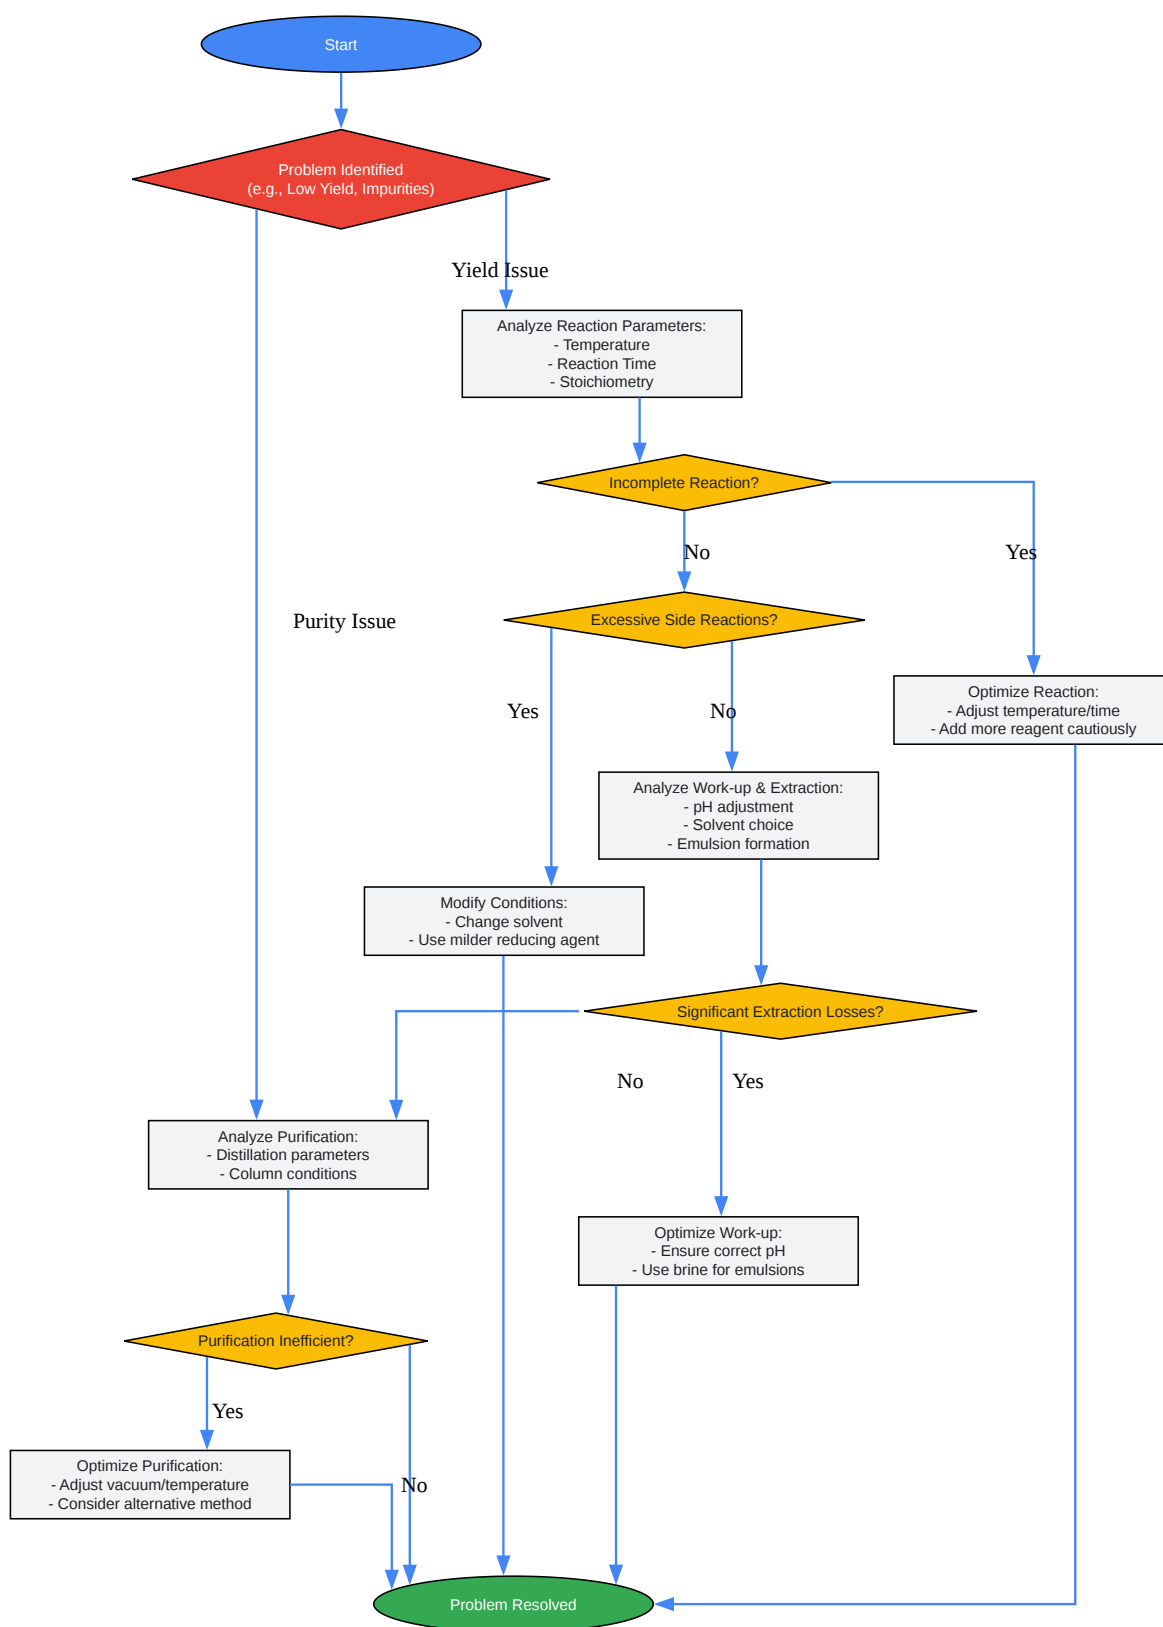 Start
Problem Identified
(e.g., Low Yield, Impurities)
Yield Issue
Analyze Reaction Parameters:
- Temperature
- Reaction Time
- Stoichiometry
Incomplete Reaction?
No
Yes
Excessive Side Reactions?
Purity Issue
Yes
No
Optimize Reaction:
- Adjust temperature/time
- Add more reagent cautiously
Analyze Work-up & Extraction:
- pH adjustment
- Solvent choice
- Emulsion formation
Modify Conditions:
- Change solvent
- Use milder reducing agent
Significant Extraction Losses?
No
Yes
Analyze Purification:
- Distillation parameters
- Column conditions
Optimize Work-up:
- Ensure correct pH
- Use brine for emulsions
Purification Inefficient?
Yes
No
Optimize Purification:
- Adjust vacuum/temperature
- Consider alternative method
Problem Resolved